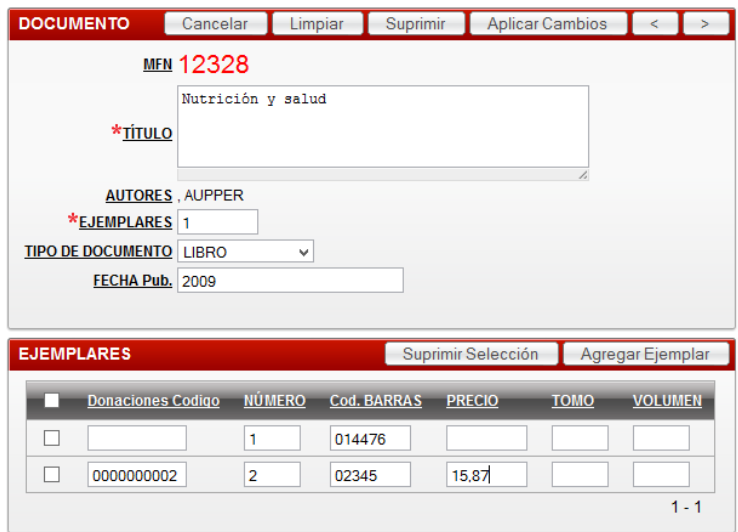 DOCUMENTO Cancelar Limpiar Suprimir Aplicar Cambios < >
MFN 12328
*TÍTULO Nutrición y salud
AUTORES , AUPPER
*EJEMPLARES 1
TIPO DE DOCUMENTO LIBRO
FECHA Pub. 2009
EJEMPLARES Suprimir Selección Agregar Ejemplar
Donaciones Codigo NÚMERO Cod. BARRAS PRECIO TOMO VOLUMEN
1 014476
0000000002 2 02345 15,87
1 - 1